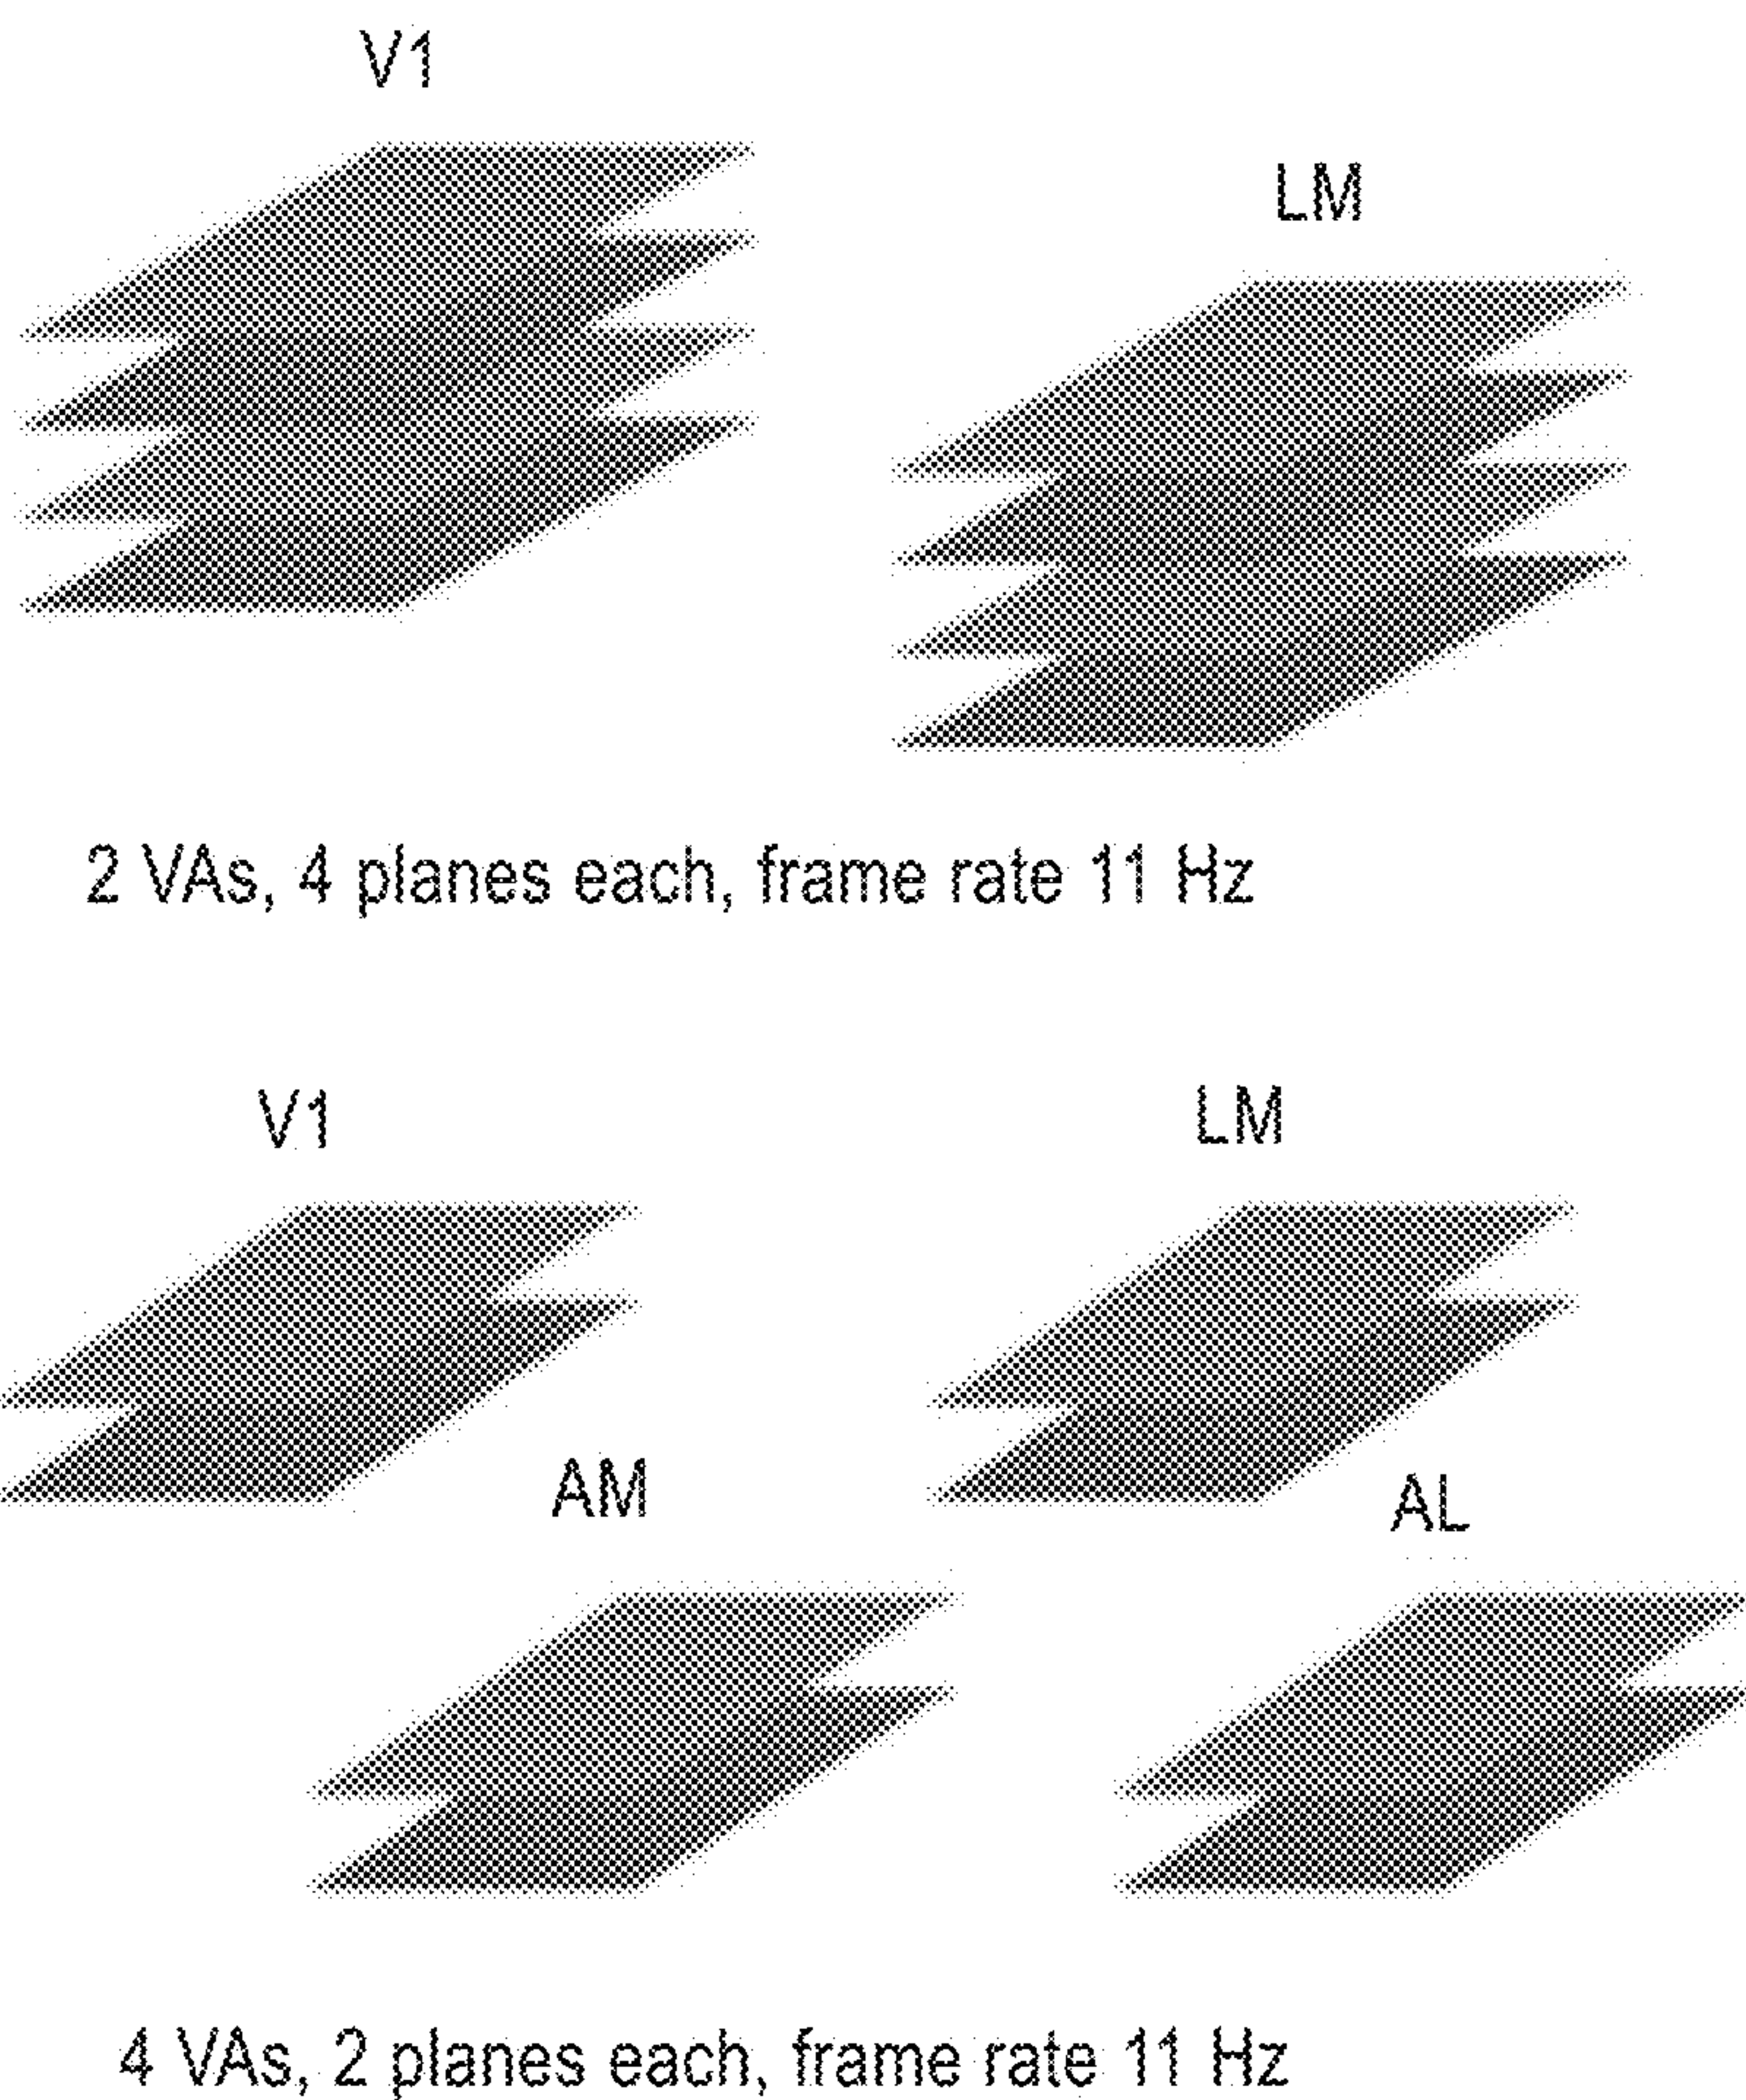 V1
LM
2 VAs, 4 planes each, frame rate 11 Hz
V1
LM
AM
AL
4 VAs, 2 planes each, frame rate 11 Hz